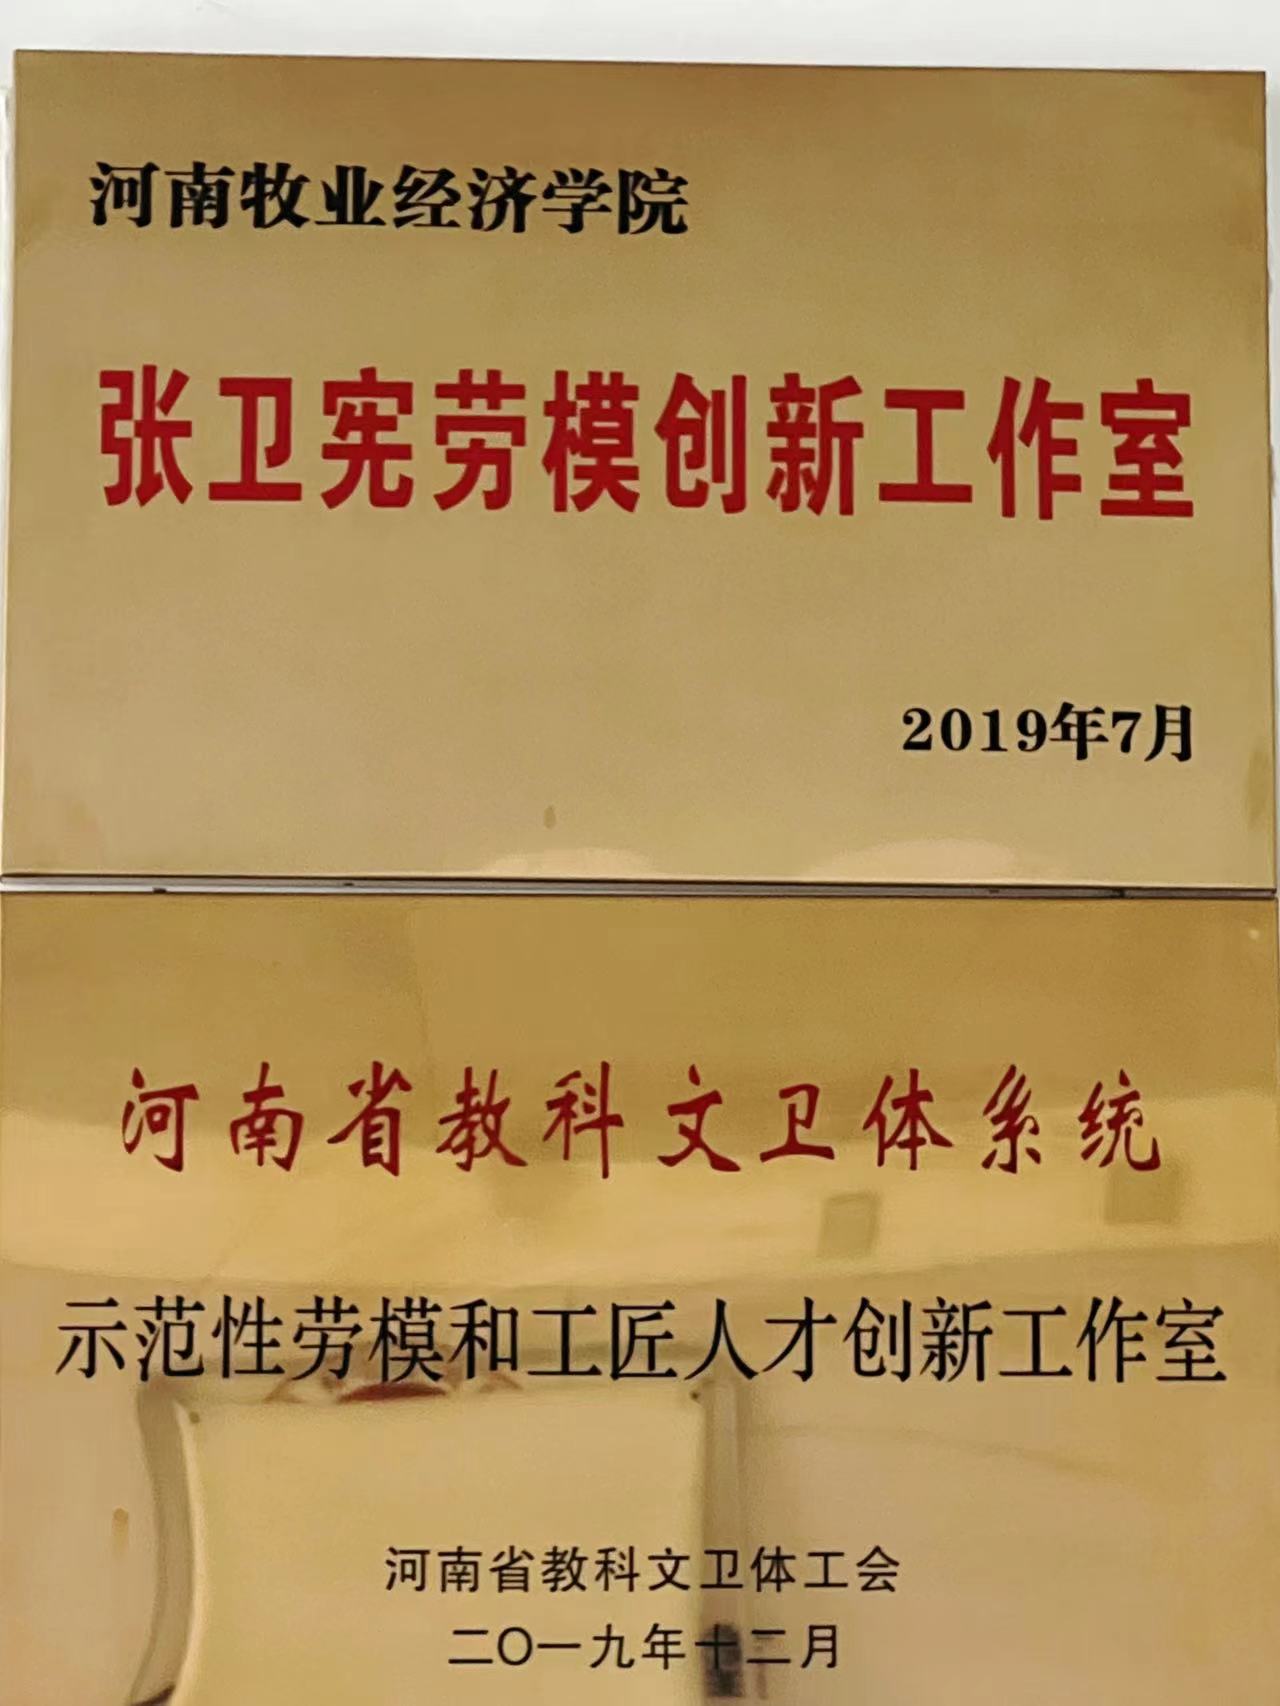 河南牧业经济学院
张卫宪劳模创新工作室
2019年7月
河南省教科文卫体系统
示范性劳模和工匠人才创新工作室
河南省教科文卫体工会
二〇一九年十二月